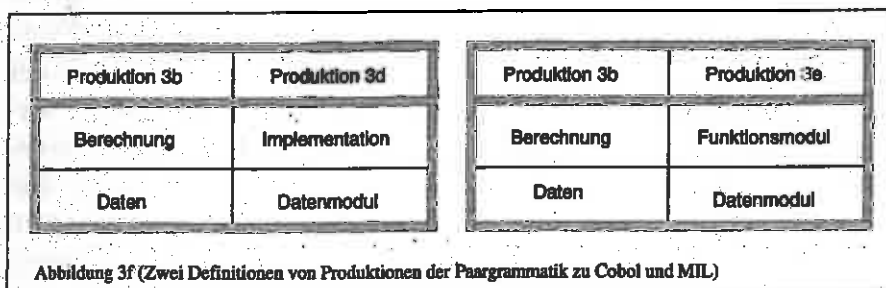 Produktion 3b Produktion 3d
Berechnung Implementation
Daten Datenmodul
Produktion 3b Produktion 3e
Berechnung Funktionsmodul
Daten Datenmodul
Abbildung 3f (Zwei Definitionen von Produktionen der Paargrammatik zu Cobol und MIL)